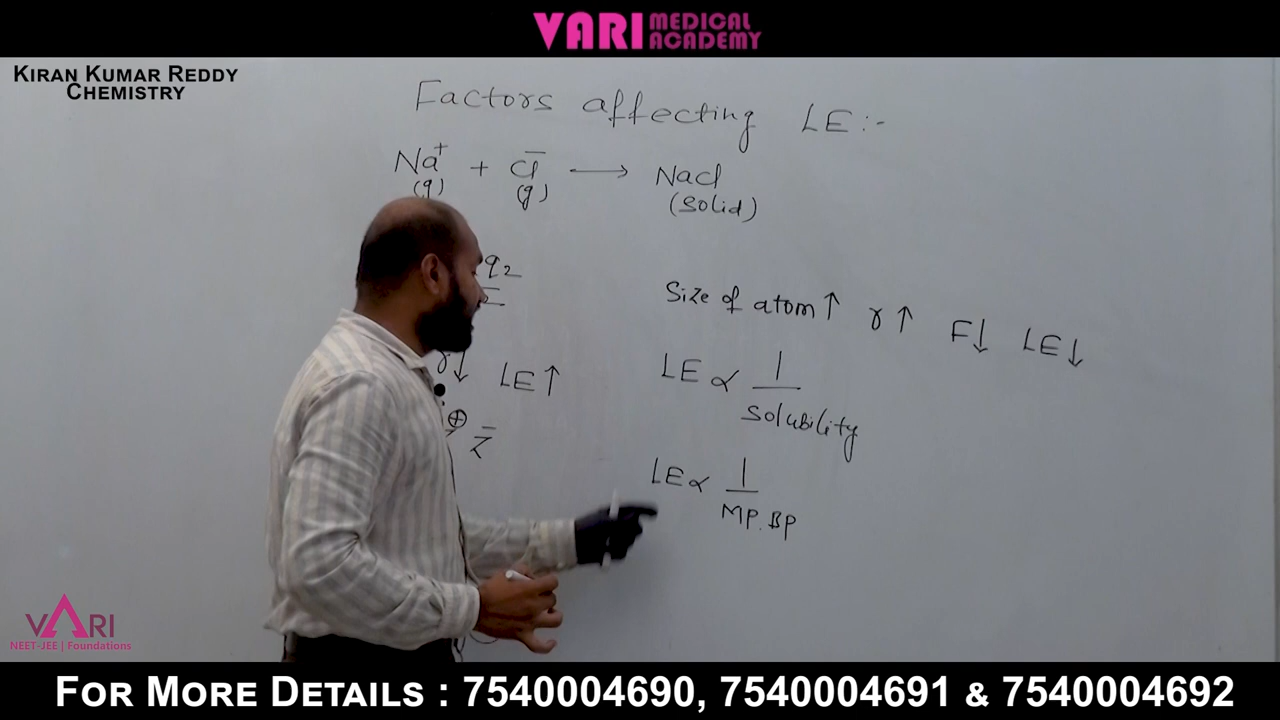 VARI MEDICAL ACADEMY
KIRAN KUMAR REDDY
CHEMISTRY
Factors affecting LE:-
Na⁺ + Cl⁻ ⟶ NaCl
(g) (g) (Solid)
q₂
Size of atom↑ r↑ F↓ LE↓
r↓ LE↑
LE ∝ 1
Solubility
Z⁻
LE ∝ 1
MP. BP
VARI
NEET-JEE | Foundations
FOR MORE DETAILS : 7540004690, 7540004691 & 7540004692